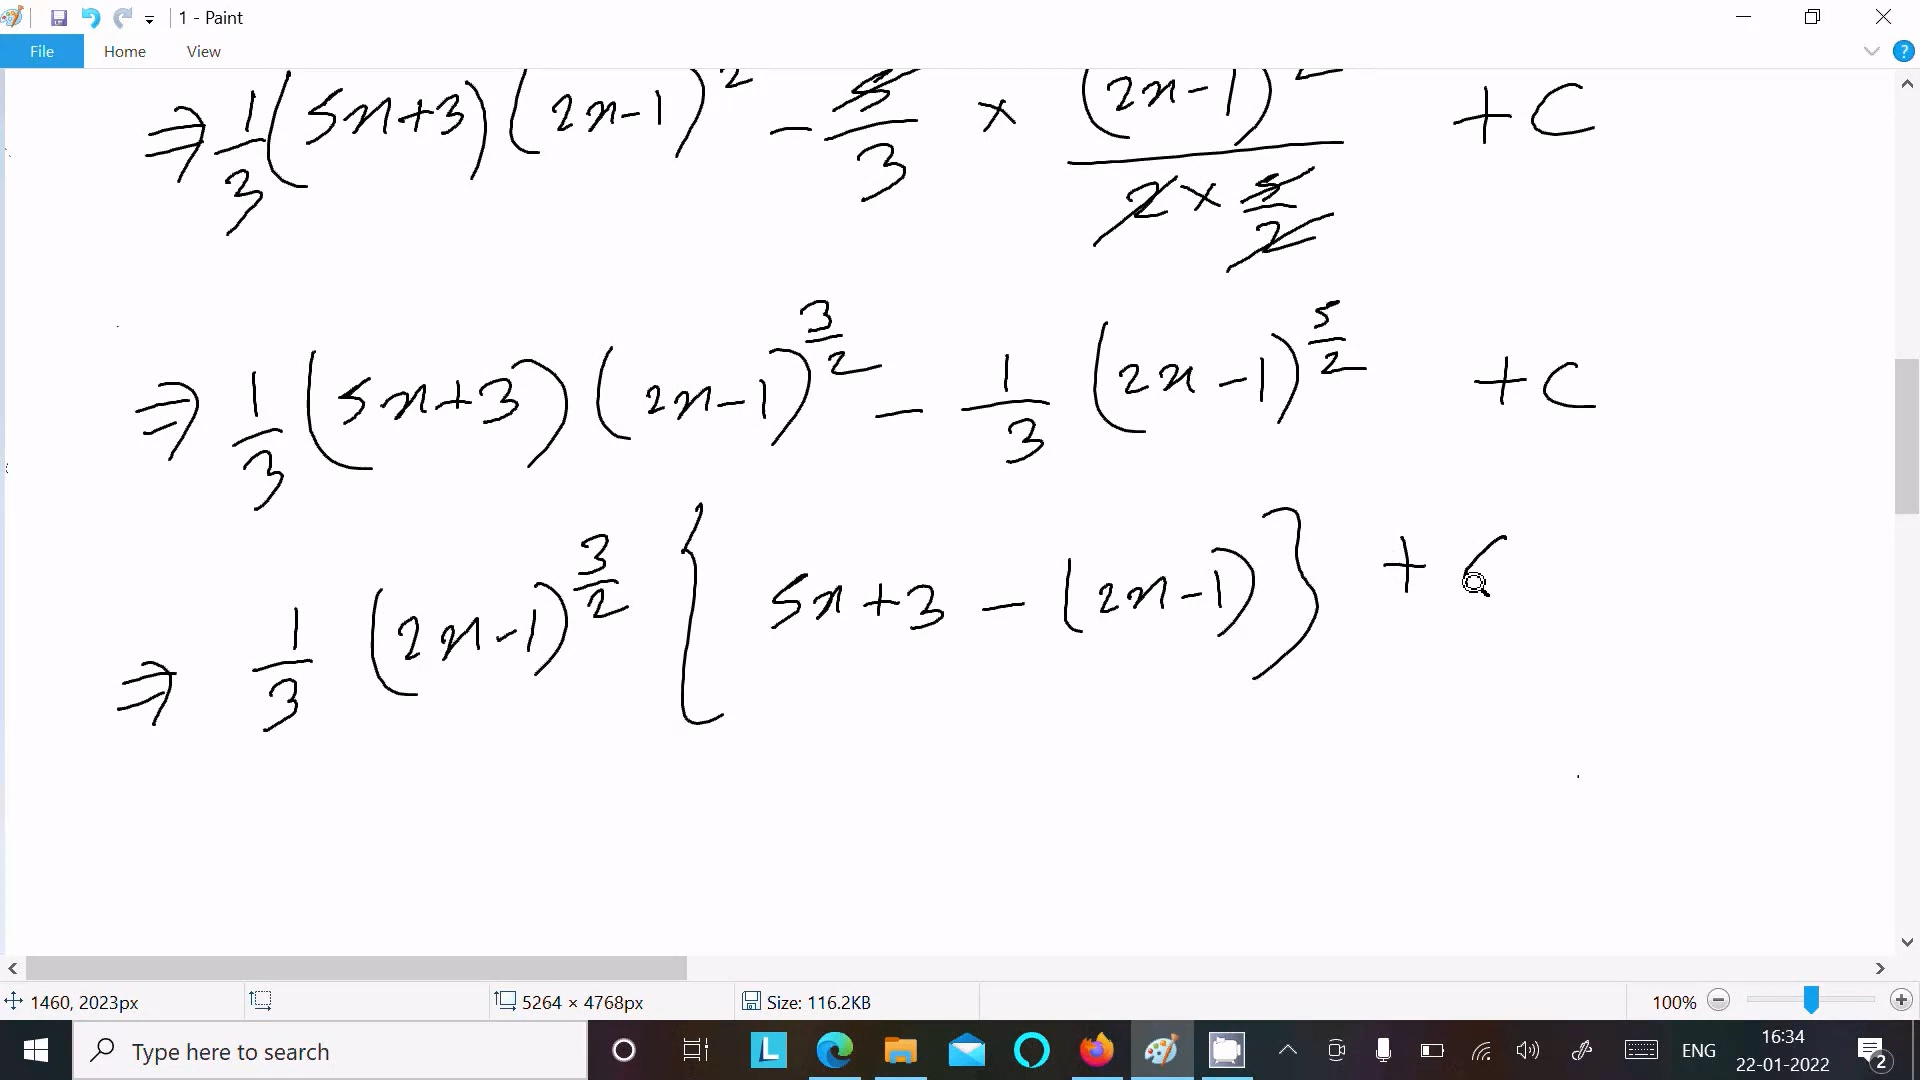 1 - Paint
File Home View
⇒ 1/3 (5x+3) (2x-1)^2 - 5/3 × (2x-1)^2/(2 × 5/2) + C
⇒ 1/3 (5x+3) (2x-1)^3/2 - 1/3 (2x-1)^5/2 + C
⇒ 1/3 (2x-1)^3/2 { 5x+3 - (2x-1) } + C
1460, 2023px 5264 × 4768px Size: 116.2KB 100%
Type here to search L ENG 16:34
22-01-2022 2